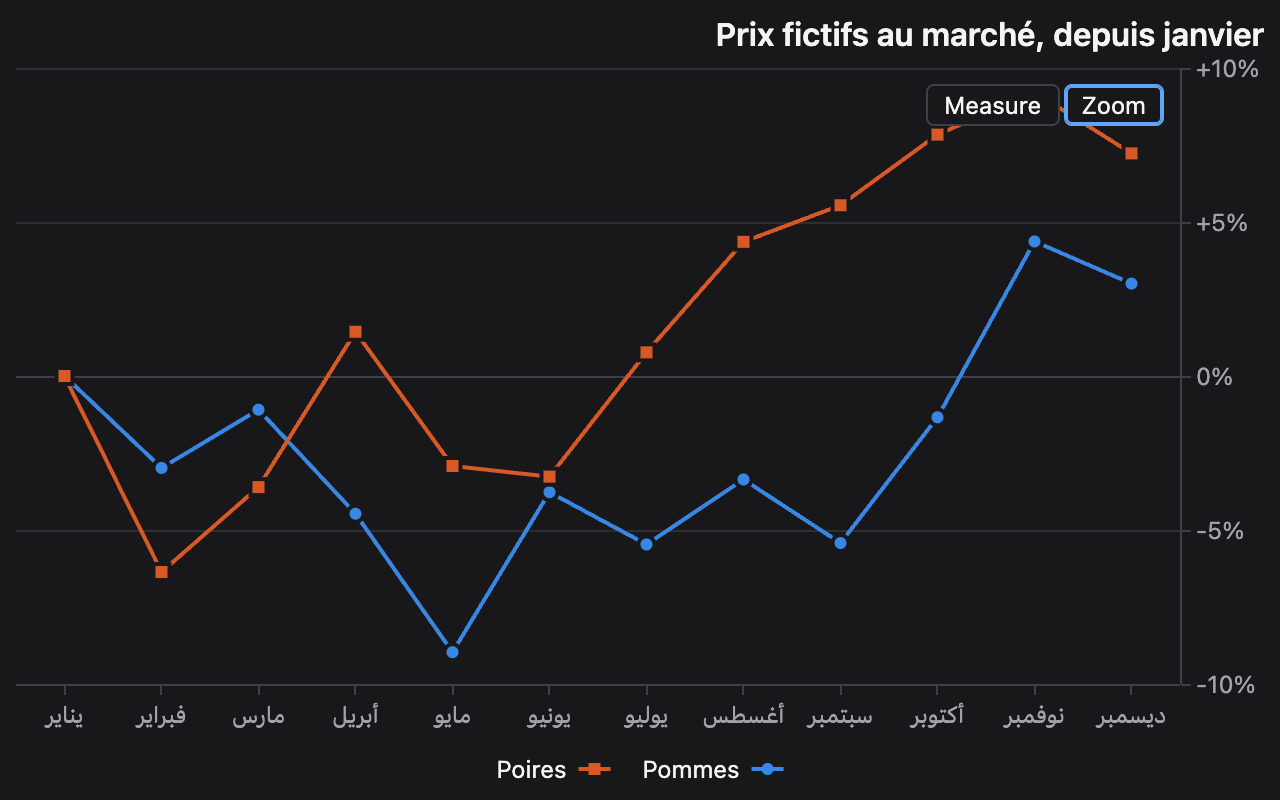 Prix fictifs au marché, depuis janvier
Measure
Zoom
+10%
+5%
0%
-5%
-10%
يناير
فبراير
مارس
أبريل
مايو
يونيو
يوليو
أغسطس
سبتمبر
أكتوبر
نوفمبر
ديسمبر
Poires
Pommes